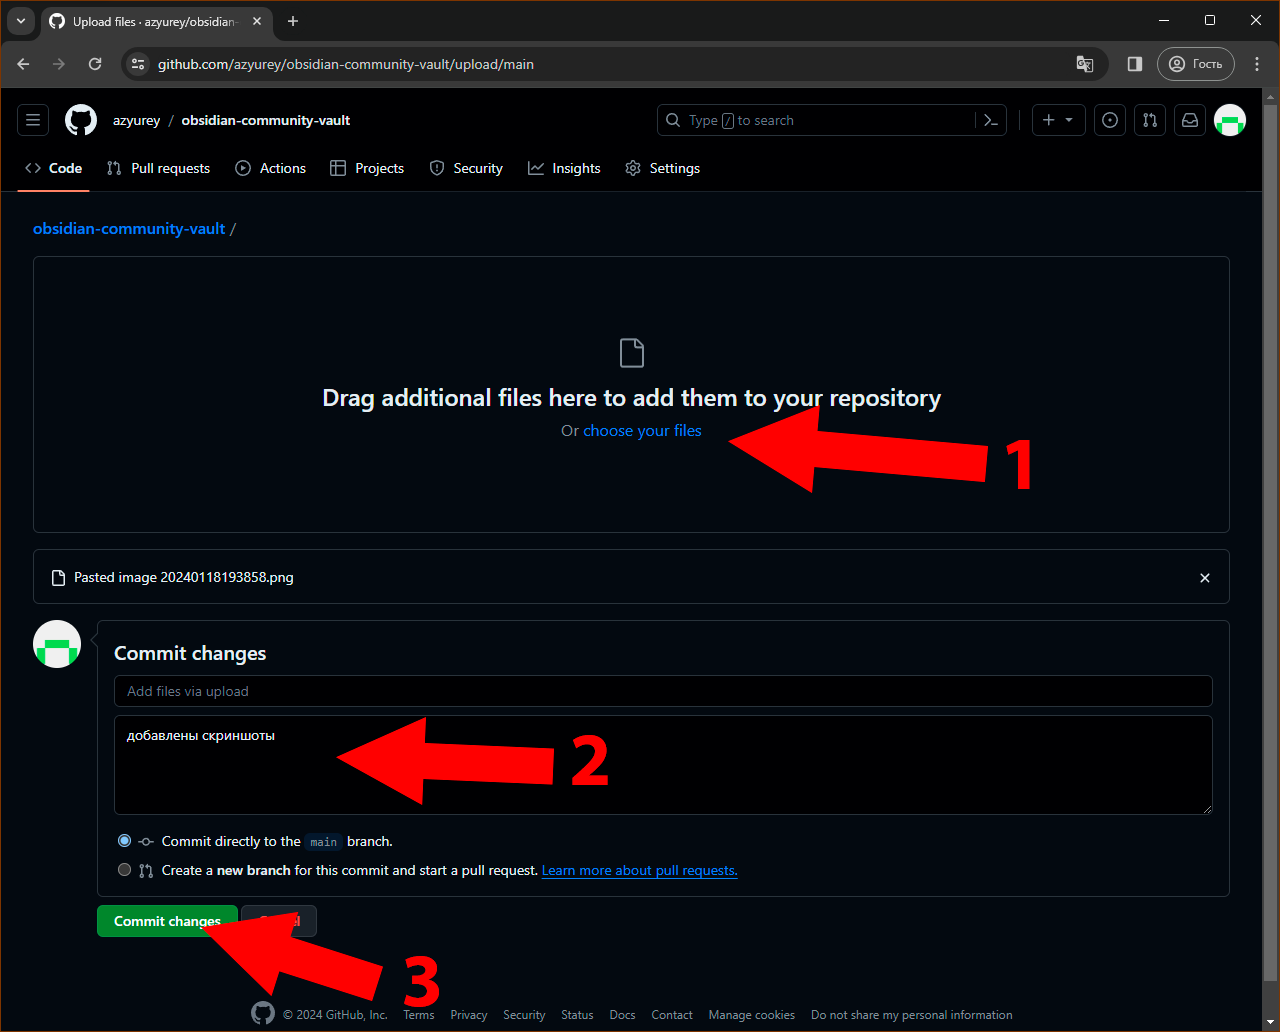 Upload files · azyurey/obsidian-
github.com/azyurey/obsidian-community-vault/upload/main
Гость
azyurey / obsidian-community-vault
Type / to search
Code Pull requests Actions Projects Security Insights Settings
obsidian-community-vault /
Drag additional files here to add them to your repository
Or choose your files
1
Pasted image 20240118193858.png
Commit changes
Add files via upload
добавлены скриншоты
2
Commit directly to the main branch.
Create a new branch for this commit and start a pull request. Learn more about pull requests.
Commit changes
3
© 2024 GitHub, Inc. Terms Privacy Security Status Docs Contact Manage cookies Do not share my personal information